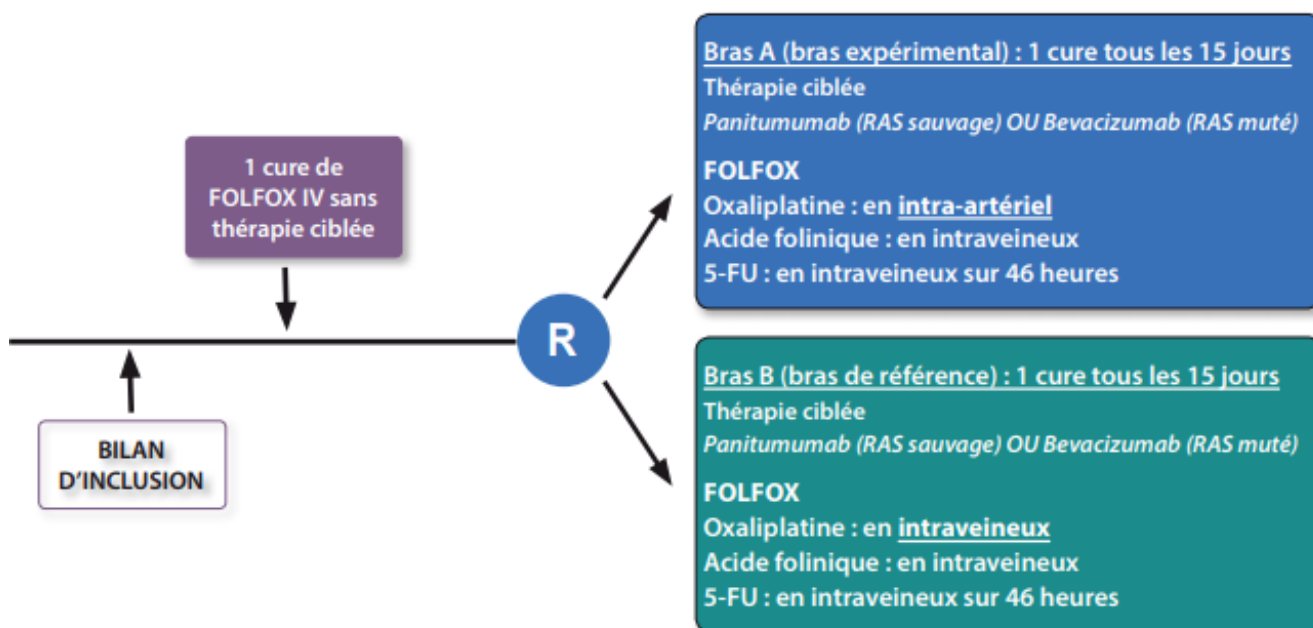 1 cure de
FOLFOX IV sans
thérapie ciblée
BILAN
D'INCLUSION
R
Bras A (bras expérimental) : 1 cure tous les 15 jours
Thérapie ciblée
Panitumumab (RAS sauvage) OU Bevacizumab (RAS muté)
FOLFOX
Oxaliplatine : en intra-artériel
Acide folinique : en intraveineux
5-FU : en intraveineux sur 46 heures
Bras B (bras de référence) : 1 cure tous les 15 jours
Thérapie ciblée
Panitumumab (RAS sauvage) OU Bevacizumab (RAS muté)
FOLFOX
Oxaliplatine : en intraveineux
Acide folinique : en intraveineux
5-FU : en intraveineux sur 46 heures